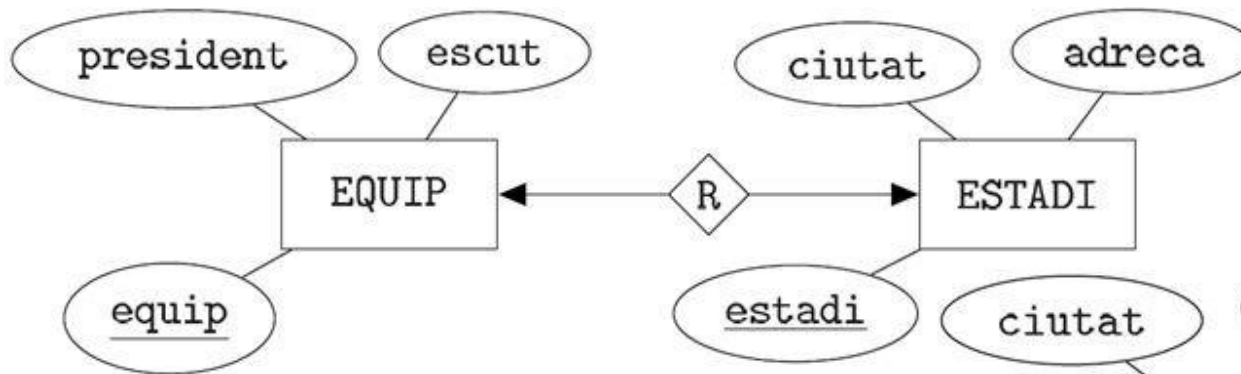 president
escut
ciutat
adreca
EQUIP
R
ESTADI
equip
estadi
ciutat